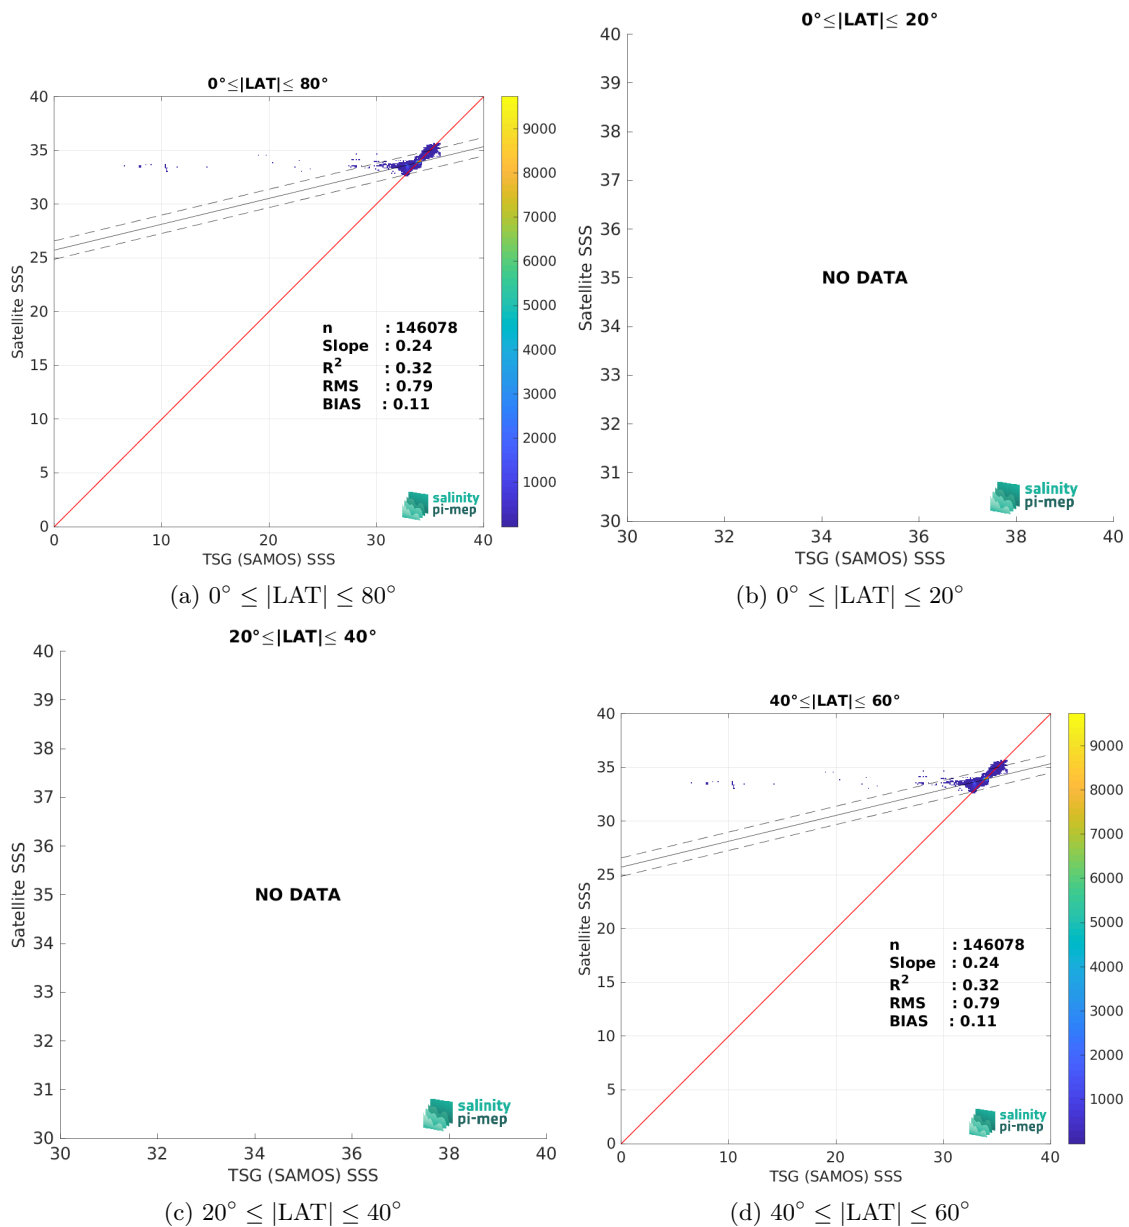 0°≤|LAT|≤ 80°
40
35
30
25
20
15
10
5
0
0
10
20
30
40
Satellite SSS
TSG (SAMOS) SSS
n : 146078
Slope : 0.24
R² : 0.32
RMS : 0.79
BIAS : 0.11
9000
8000
7000
6000
5000
4000
3000
2000
1000
salinity
pi-mep
(a) 0° ≤ |LAT| ≤ 80°
0°≤|LAT|≤ 20°
40
39
38
37
36
35
34
33
32
31
30
30
32
34
36
38
40
Satellite SSS
NO DATA
TSG (SAMOS) SSS
salinity
pi-mep
(b) 0° ≤ |LAT| ≤ 20°
20°≤|LAT|≤ 40°
40
39
38
37
36
35
34
33
32
31
30
30
32
34
36
38
40
Satellite SSS
NO DATA
TSG (SAMOS) SSS
salinity
pi-mep
(c) 20° ≤ |LAT| ≤ 40°
40°≤|LAT|≤ 60°
40
35
30
25
20
15
10
5
0
0
10
20
30
40
Satellite SSS
TSG (SAMOS) SSS
n : 146078
Slope : 0.24
R² : 0.32
RMS : 0.79
BIAS : 0.11
9000
8000
7000
6000
5000
4000
3000
2000
1000
salinity
pi-mep
(d) 40° ≤ |LAT| ≤ 60°